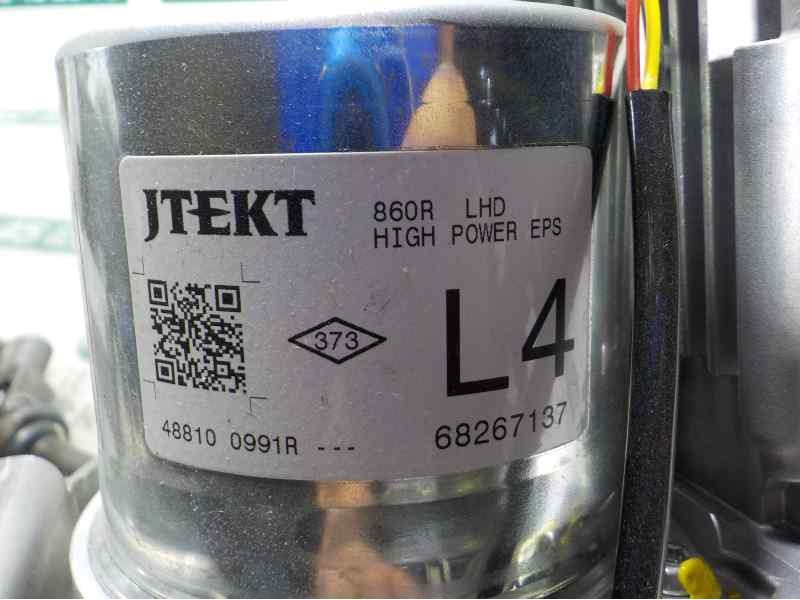 JTEKT
860R LHD
HIGH POWER EPS
373
L4
48810 0991R ---
68267137